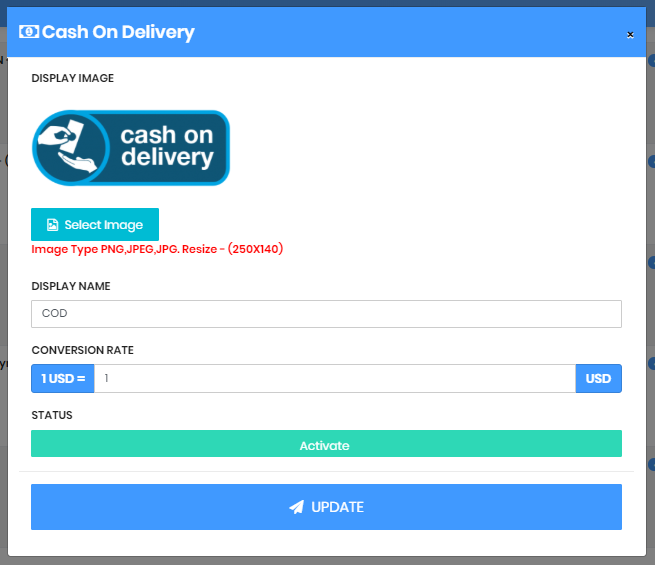 Cash On Delivery
×
DISPLAY IMAGE
cash on
delivery
Select Image
Image Type PNG,JPEG,JPG. Resize - (250X140)
DISPLAY NAME
COD
CONVERSION RATE
1 USD = 1 USD
STATUS
Activate
UPDATE